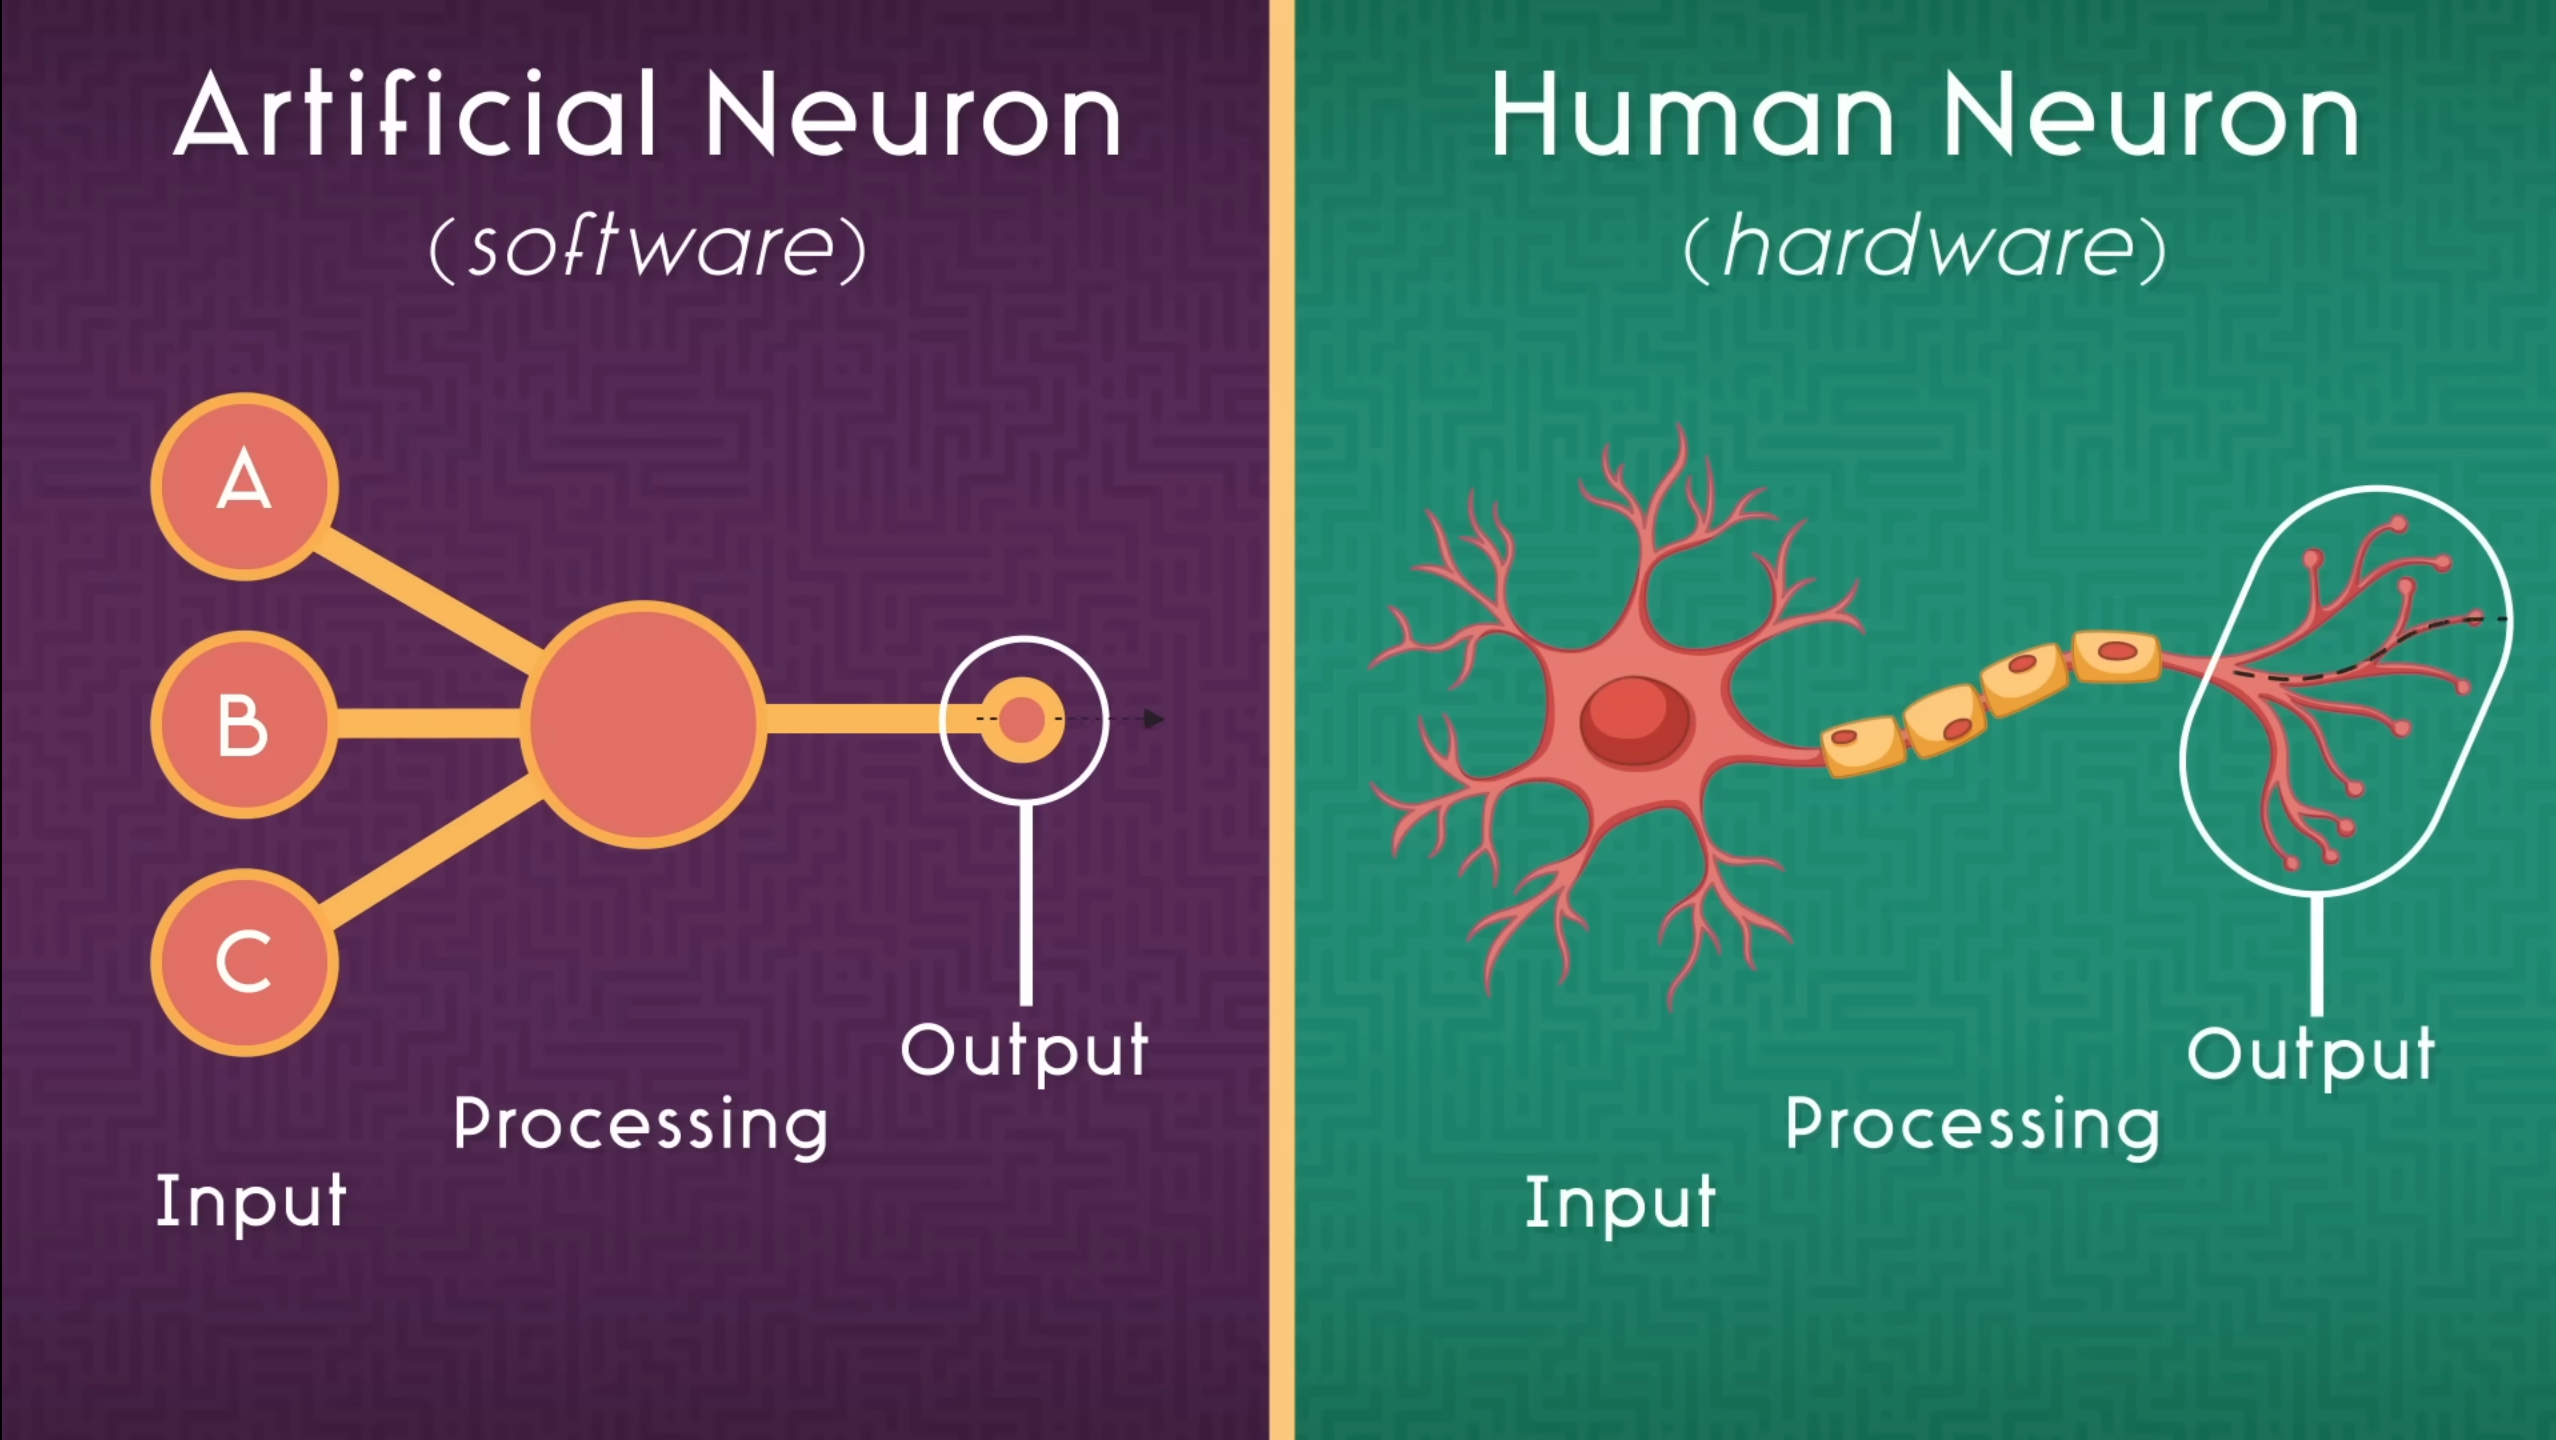 Artificial Neuron
(software)
A
B
C
Output
Processing
Input
Human Neuron
(hardware)
Output
Processing
Input